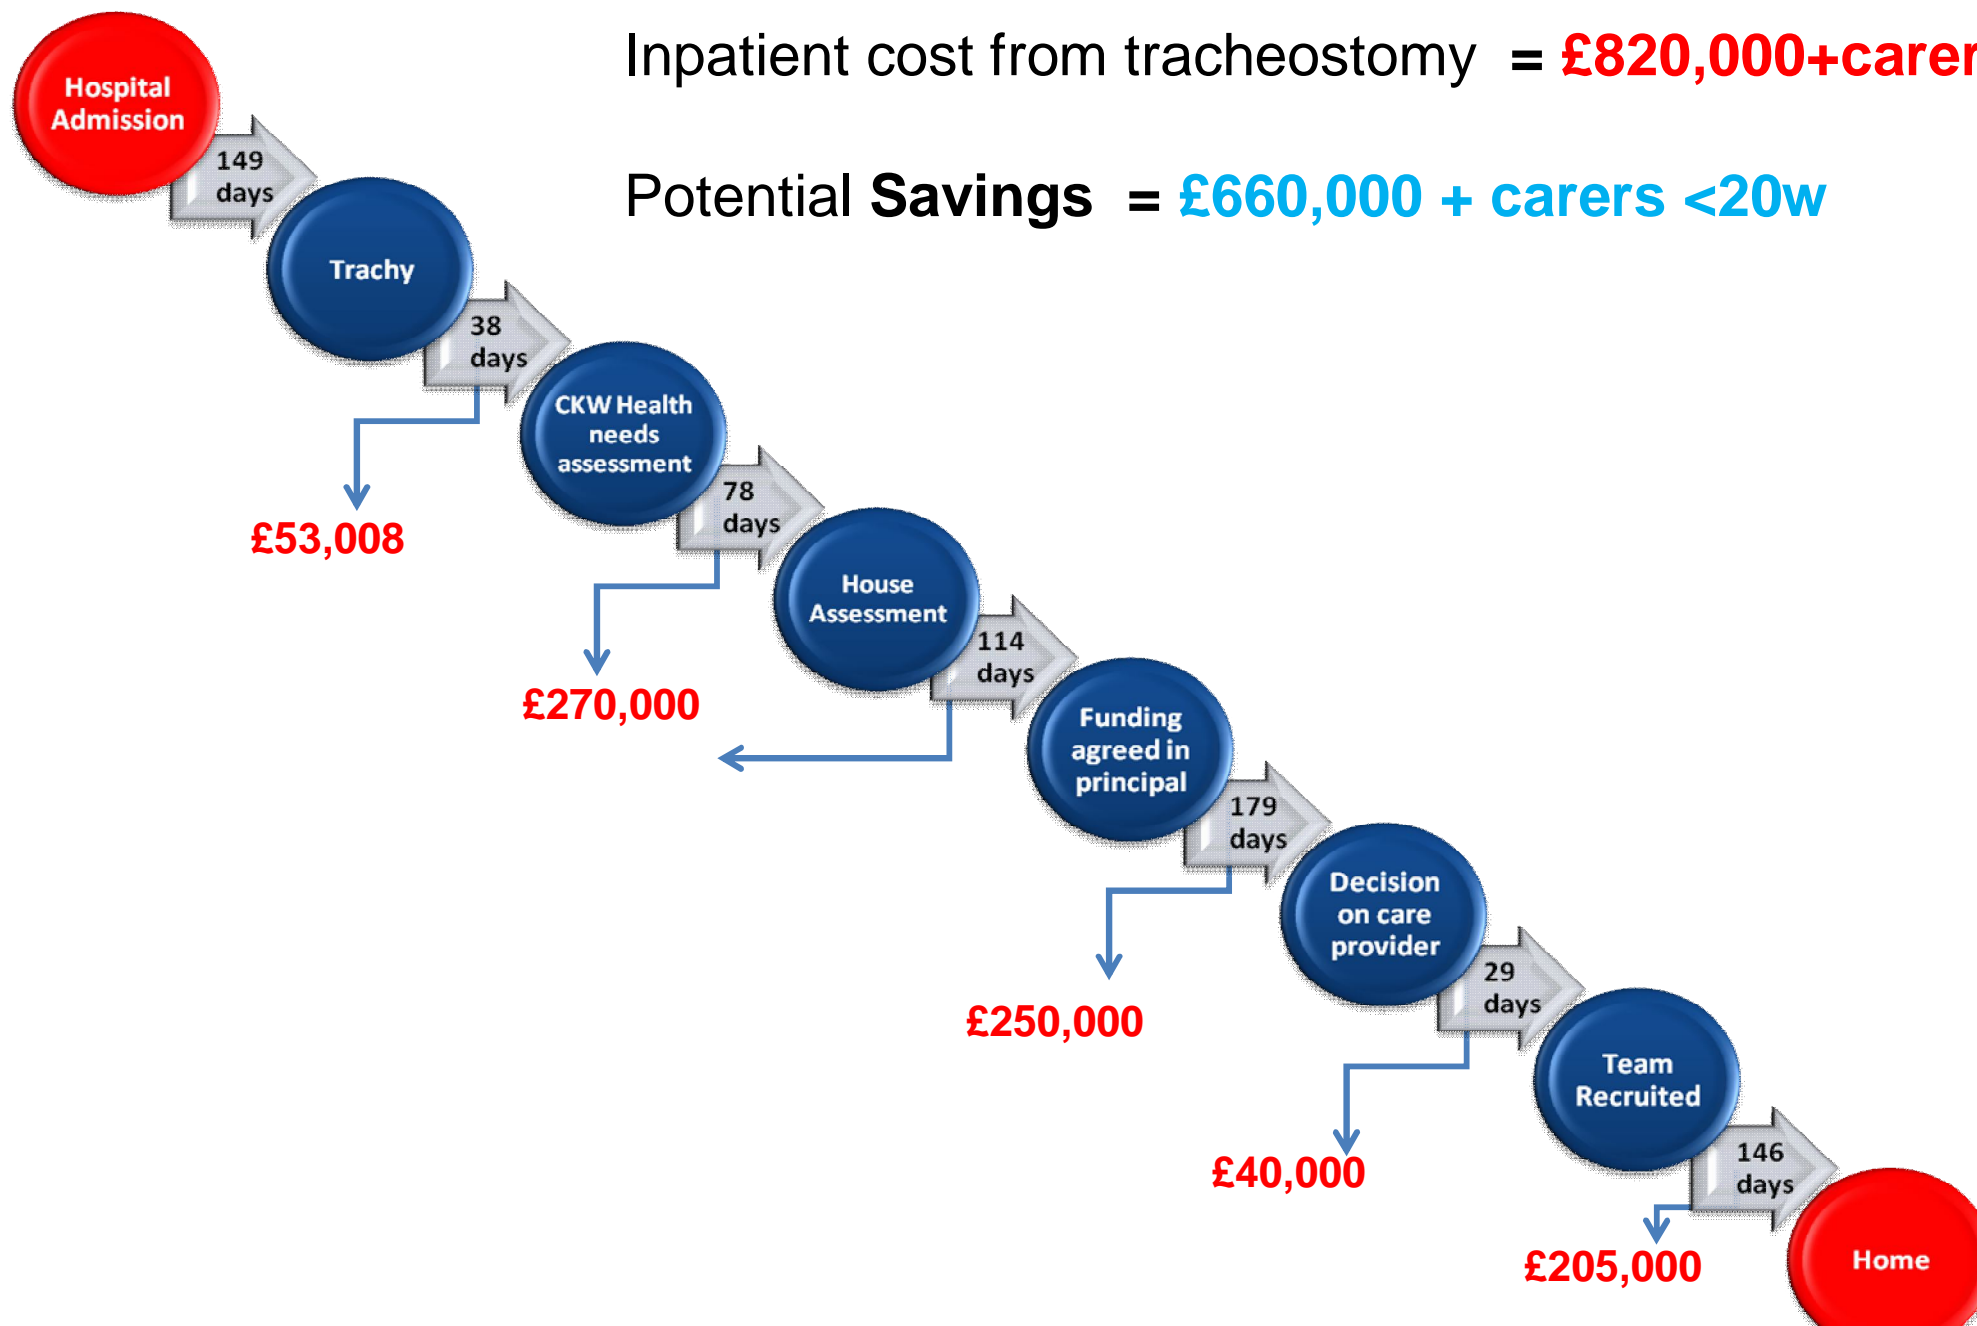 Inpatient cost from tracheostomy = £820,000+carer
Potential Savings = £660,000 + carers <20w
Hospital
Admission
149
days
Trachy
38
days
£53,008
CKW Health
needs
assessment
78
days
£270,000
House
Assessment
114
days
Funding
agreed in
principal
179
days
£250,000
Decision
on care
provider
29
days
£40,000
Team
Recruited
146
days
£205,000
Home